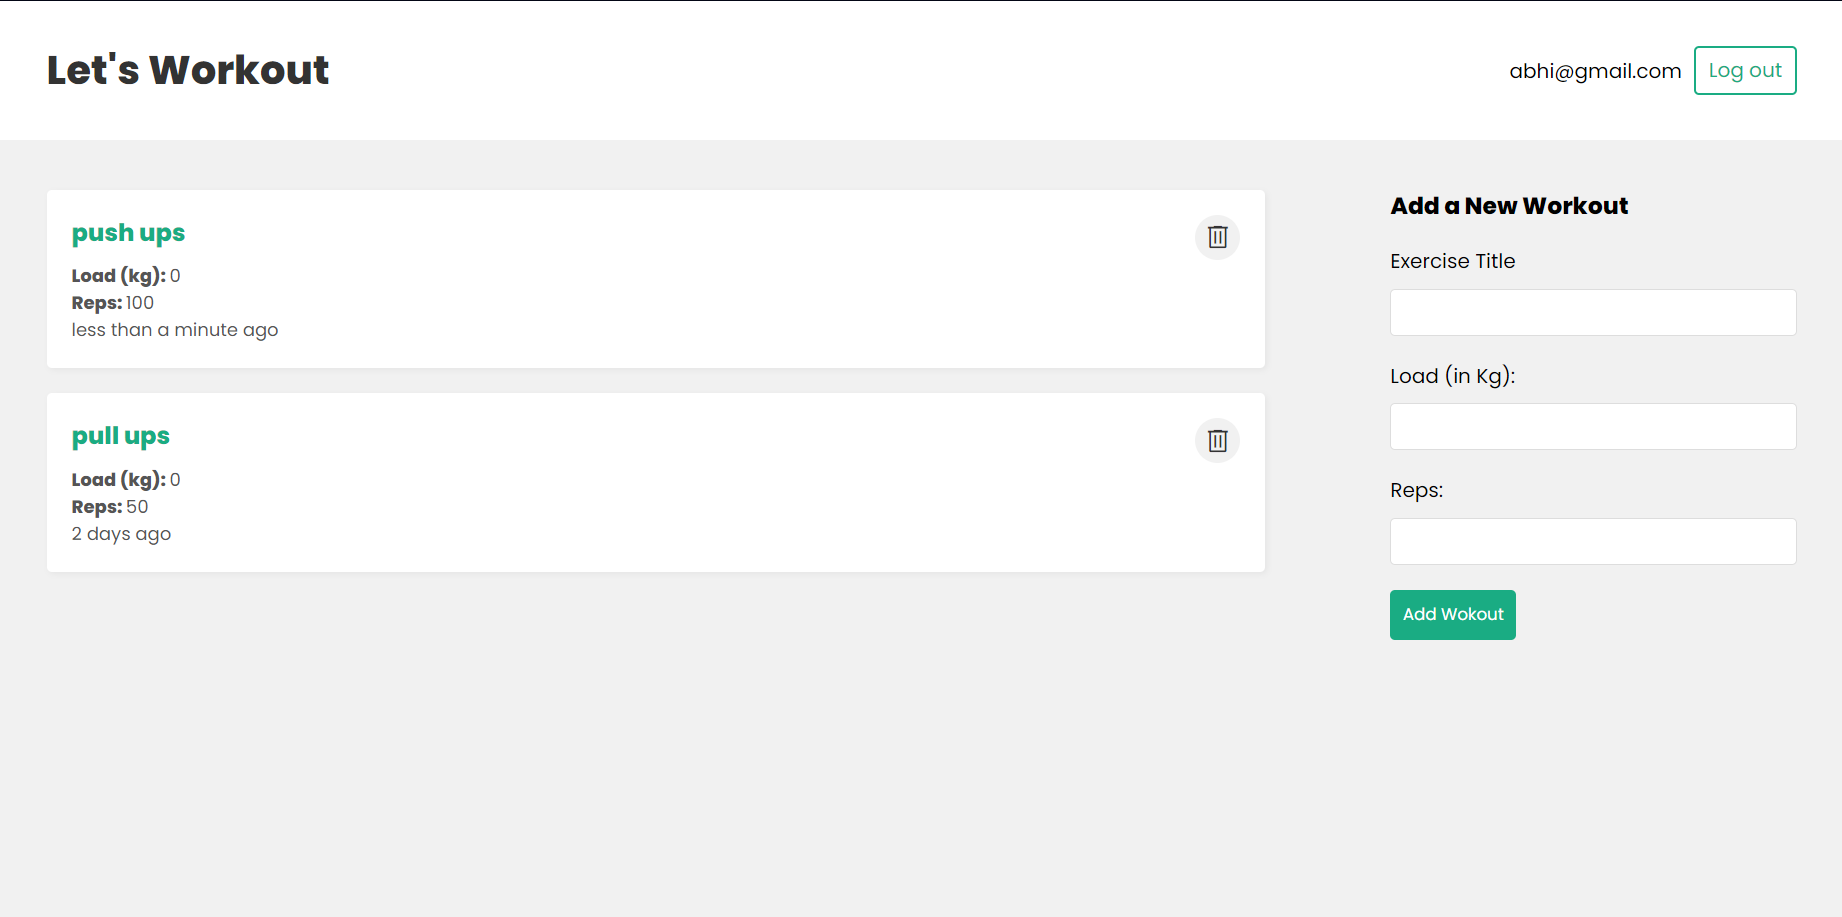 Let's Workout
abhi@gmail.com
Log out
push ups
Load (kg): 0
Reps: 100
less than a minute ago
pull ups
Load (kg): 0
Reps: 50
2 days ago
Add a New Workout
Exercise Title
Load (in Kg):
Reps:
Add Wokout